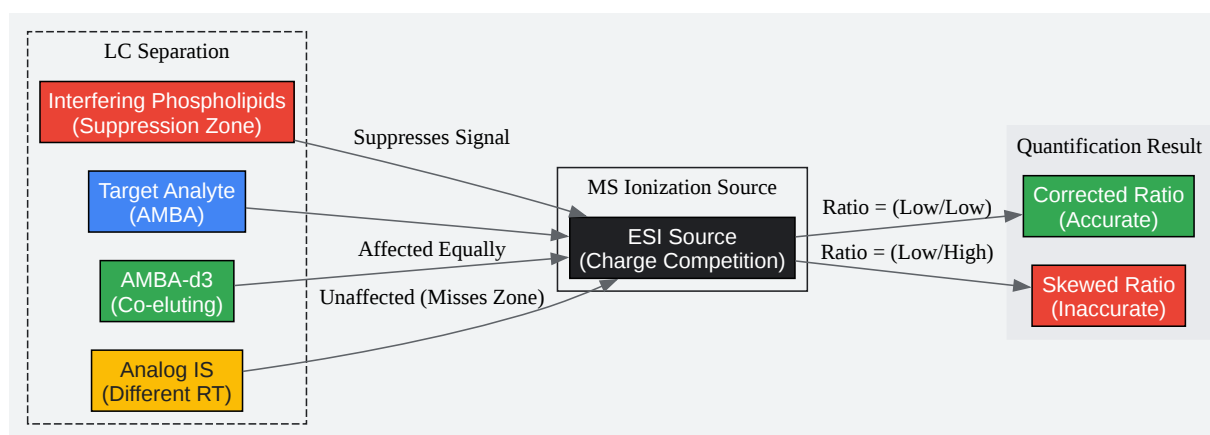 LC Separation
Interfering Phospholipids
(Suppression Zone)
Target Analyte
(AMBA)
AMBA-d3
(Co-eluting)
Analog IS
(Different RT)
Suppresses Signal
Affected Equally
Unaffected (Misses Zone)
MS Ionization Source
ESI Source
(Charge Competition)
Ratio = (Low/Low)
Ratio = (Low/High)
Quantification Result
Corrected Ratio
(Accurate)
Skewed Ratio
(Inaccurate)